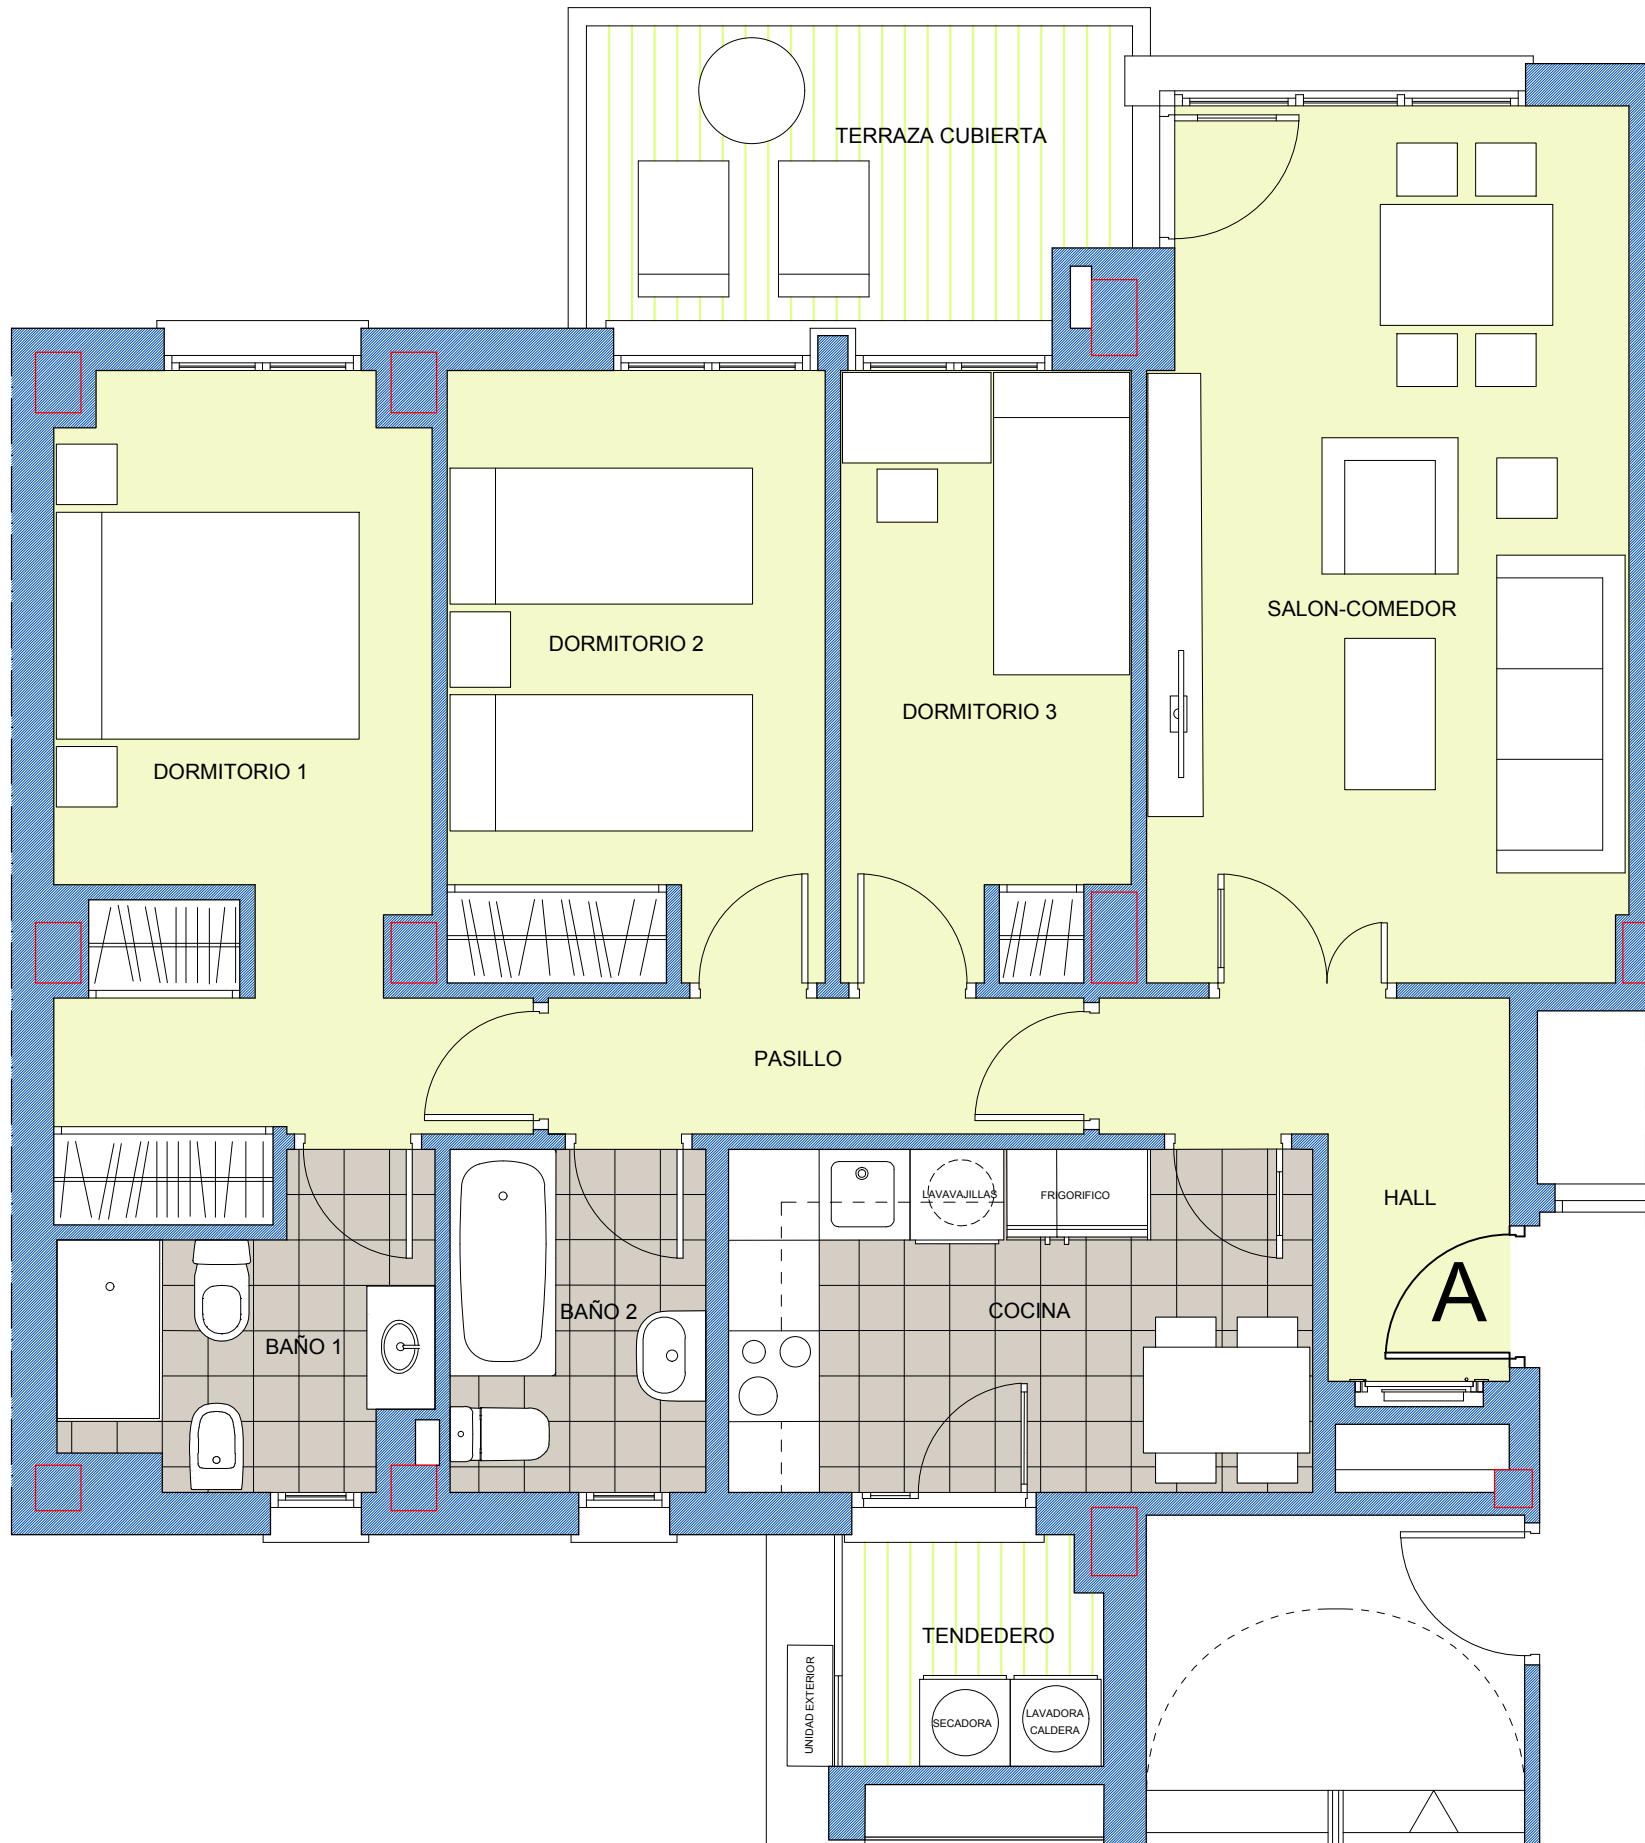 TERRAZA CUBIERTA
SALON-COMEDOR
DORMITORIO 2
DORMITORIO 3
DORMITORIO 1
PASILLO
LAVAVAJILLAS
FRIGORIFICO
HALL
A
BAÑO 2
COCINA
BAÑO 1
TENDEDERO
UNIDAD EXTERIOR
SECADORA
LAVADORA
CALDERA